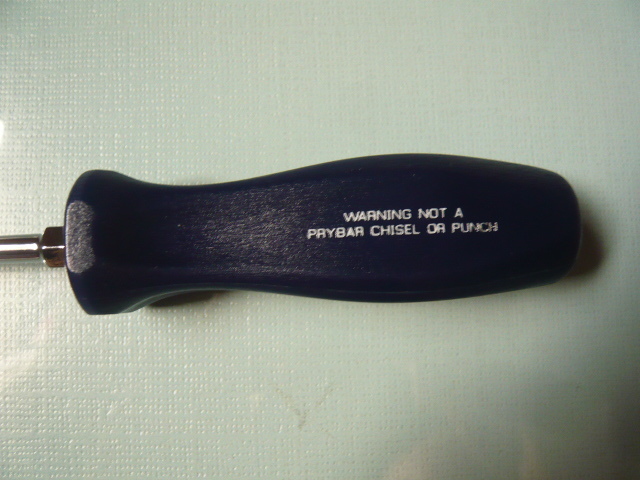 WARNING NOT A
PRYBAR CHISEL OR PUNCH